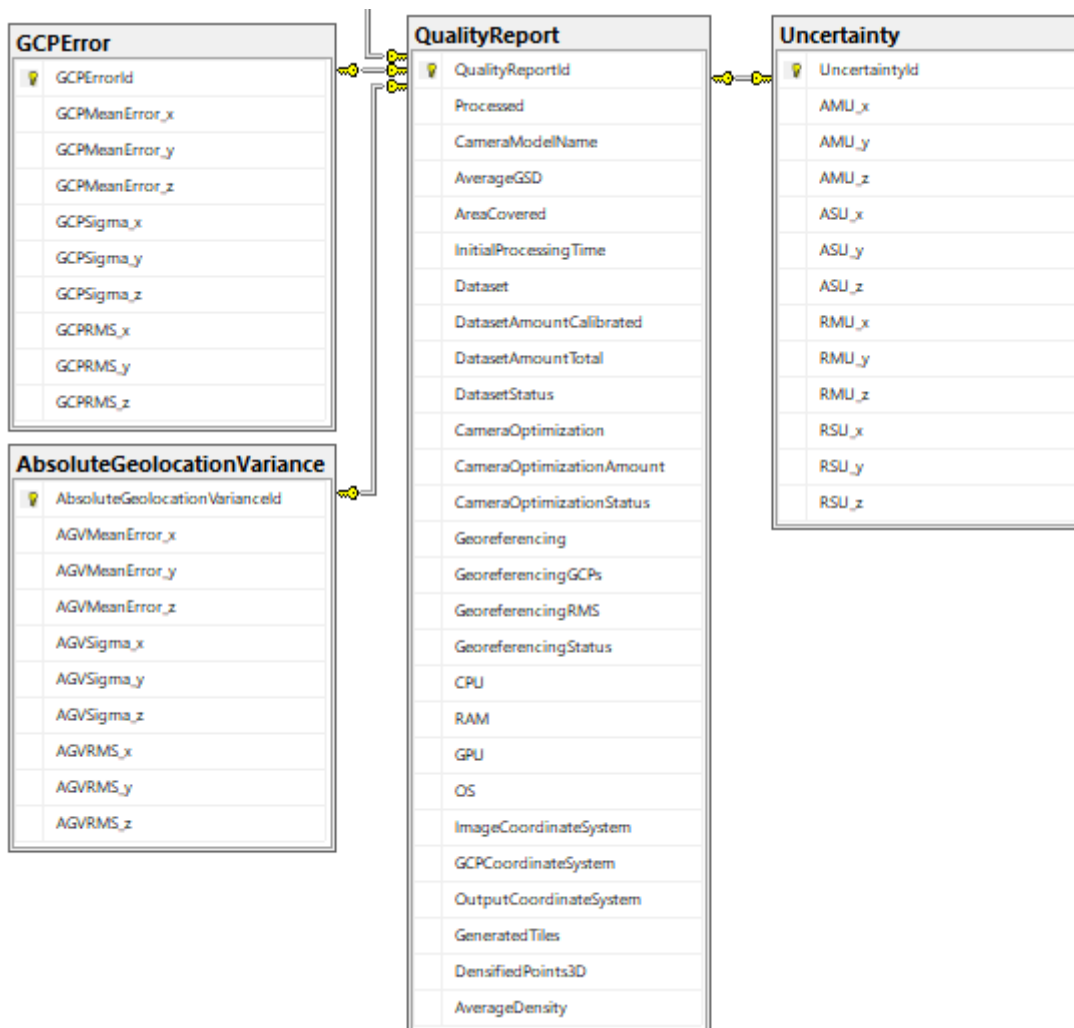 GCPError
GCPErrorId
GCPMeanError_x
GCPMeanError_y
GCPMeanError_z
GCPSigma_x
GCPSigma_y
GCPSigma_z
GCPRMS_x
GCPRMS_y
GCPRMS_z
AbsoluteGeolocationVariance
AbsoluteGeolocationVarianceId
AGVMeanError_x
AGVMeanError_y
AGVMeanError_z
AGVSigma_x
AGVSigma_y
AGVSigma_z
AGVRMS_x
AGVRMS_y
AGVRMS_z
QualityReport
QualityReportId
Processed
CameraModelName
AverageGSD
AreaCovered
InitialProcessingTime
Dataset
DatasetAmountCalibrated
DatasetAmountTotal
DatasetStatus
CameraOptimization
CameraOptimizationAmount
CameraOptimizationStatus
Georeferencing
GeoreferencingGCPs
GeoreferencingRMS
GeoreferencingStatus
CPU
RAM
GPU
OS
ImageCoordinateSystem
GCPCoordinateSystem
OutputCoordinateSystem
GeneratedTiles
DensifiedPoints3D
AverageDensity
Uncertainty
UncertaintyId
AMU_x
AMU_y
AMU_z
ASU_x
ASU_y
ASU_z
RMU_x
RMU_y
RMU_z
RSU_x
RSU_y
RSU_z